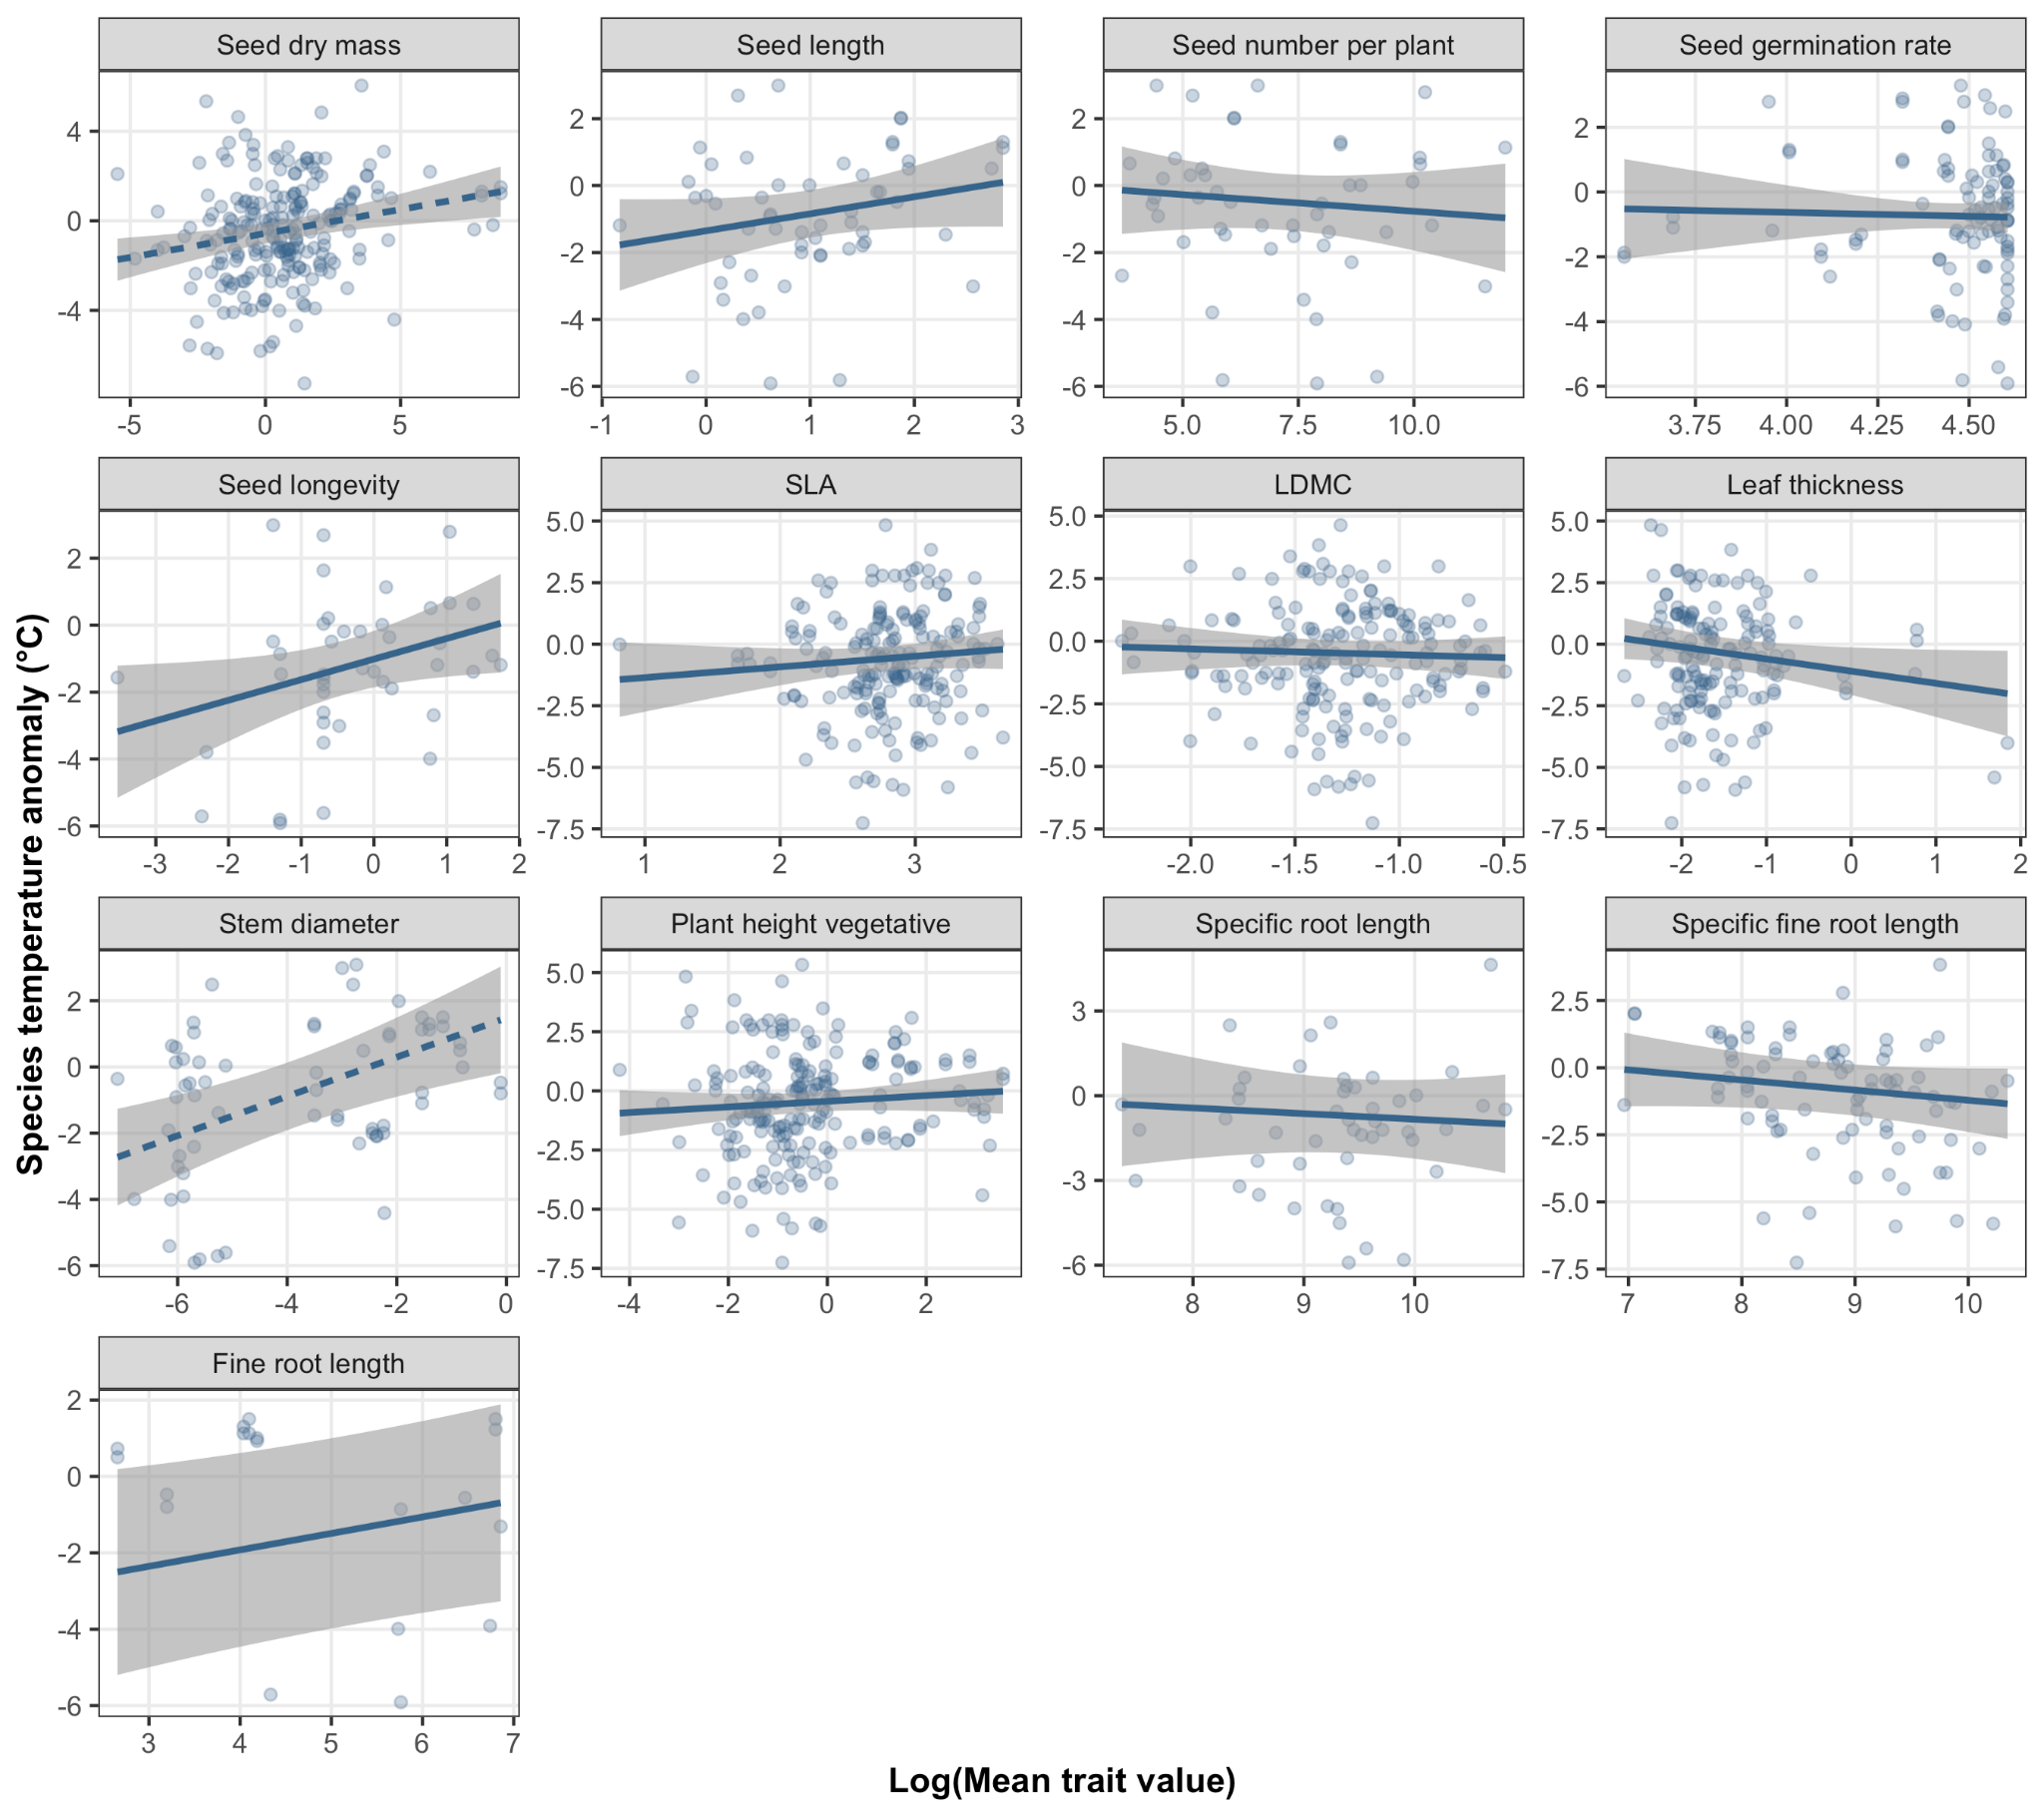 Seed dry mass
Seed length
Seed number per plant
Seed germination rate
4
0
-4
-5 0 5
2
0
-2
-4
-6
-1 0 1 2 3
2
0
-2
-4
-6
5.0 7.5 10.0
2
0
-2
-4
-6
3.75 4.00 4.25 4.50
Seed longevity
SLA
LDMC
Leaf thickness
2
0
-2
-4
-6
-3 -2 -1 0 1 2
5.0
2.5
0.0
-2.5
-5.0
-7.5
1 2 3
5.0
2.5
0.0
-2.5
-5.0
-7.5
-2.0 -1.5 -1.0 -0.5
5.0
2.5
0.0
-2.5
-5.0
-7.5
-2 -1 0 1 2
Species temperature anomaly (°C)
Stem diameter
Plant height vegetative
Specific root length
Specific fine root length
2
0
-2
-4
-6
-6 -4 -2 0
5.0
2.5
0.0
-2.5
-5.0
-7.5
-4 -2 0 2
3
0
-3
-6
8 9 10
2.5
0.0
-2.5
-5.0
-7.5
7 8 9 10
Fine root length
2
0
-2
-4
-6
3 4 5 6 7
Log(Mean trait value)